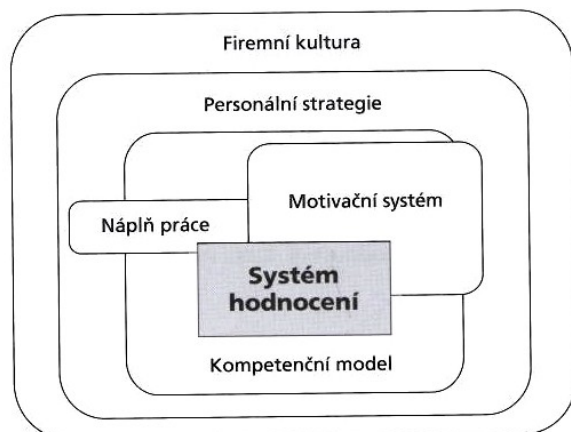 Firemní kultura
Personální strategie
Motivační systém
Náplň práce
Systém
hodnocení
Kompetenční model